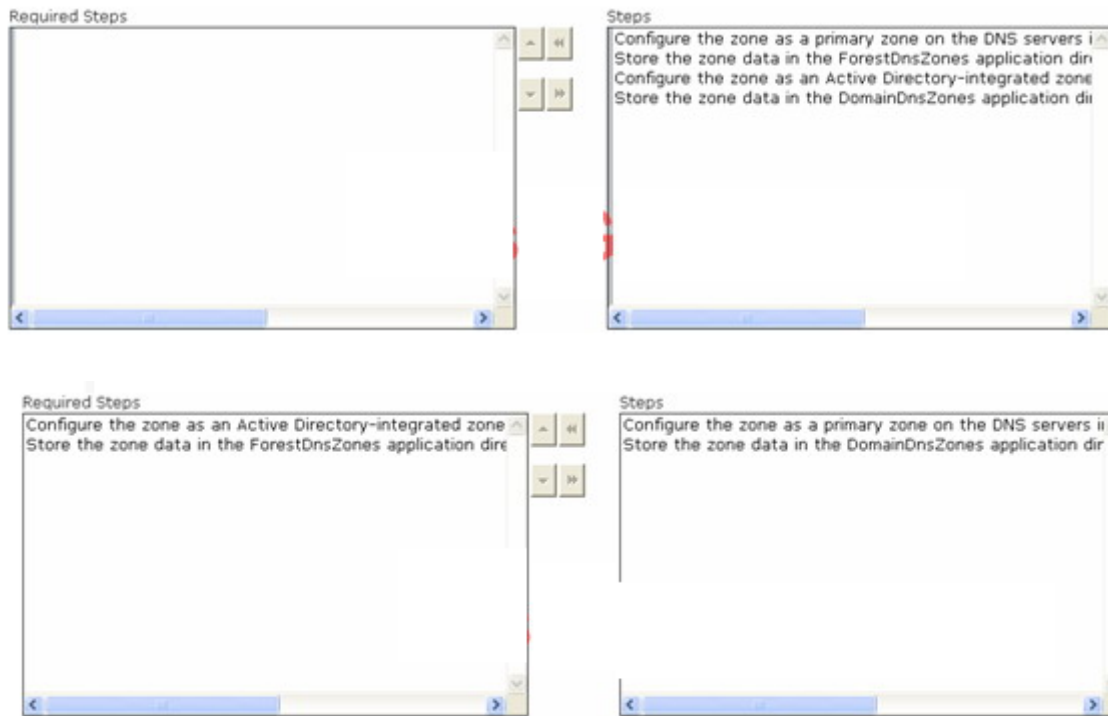 Required Steps
Steps
Configure the zone as a primary zone on the DNS servers
Store the zone data in the ForestDnsZones application
Configure the zone as an Active Directory-integrated zone
Store the zone data in the DomainDnsZones application
Required Steps
Configure the zone as an Active Directory-integrated zone
Store the zone data in the ForestDnsZones application dire
Steps
Configure the zone as a primary zone on the DNS servers
Store the zone data in the DomainDnsZones application dir